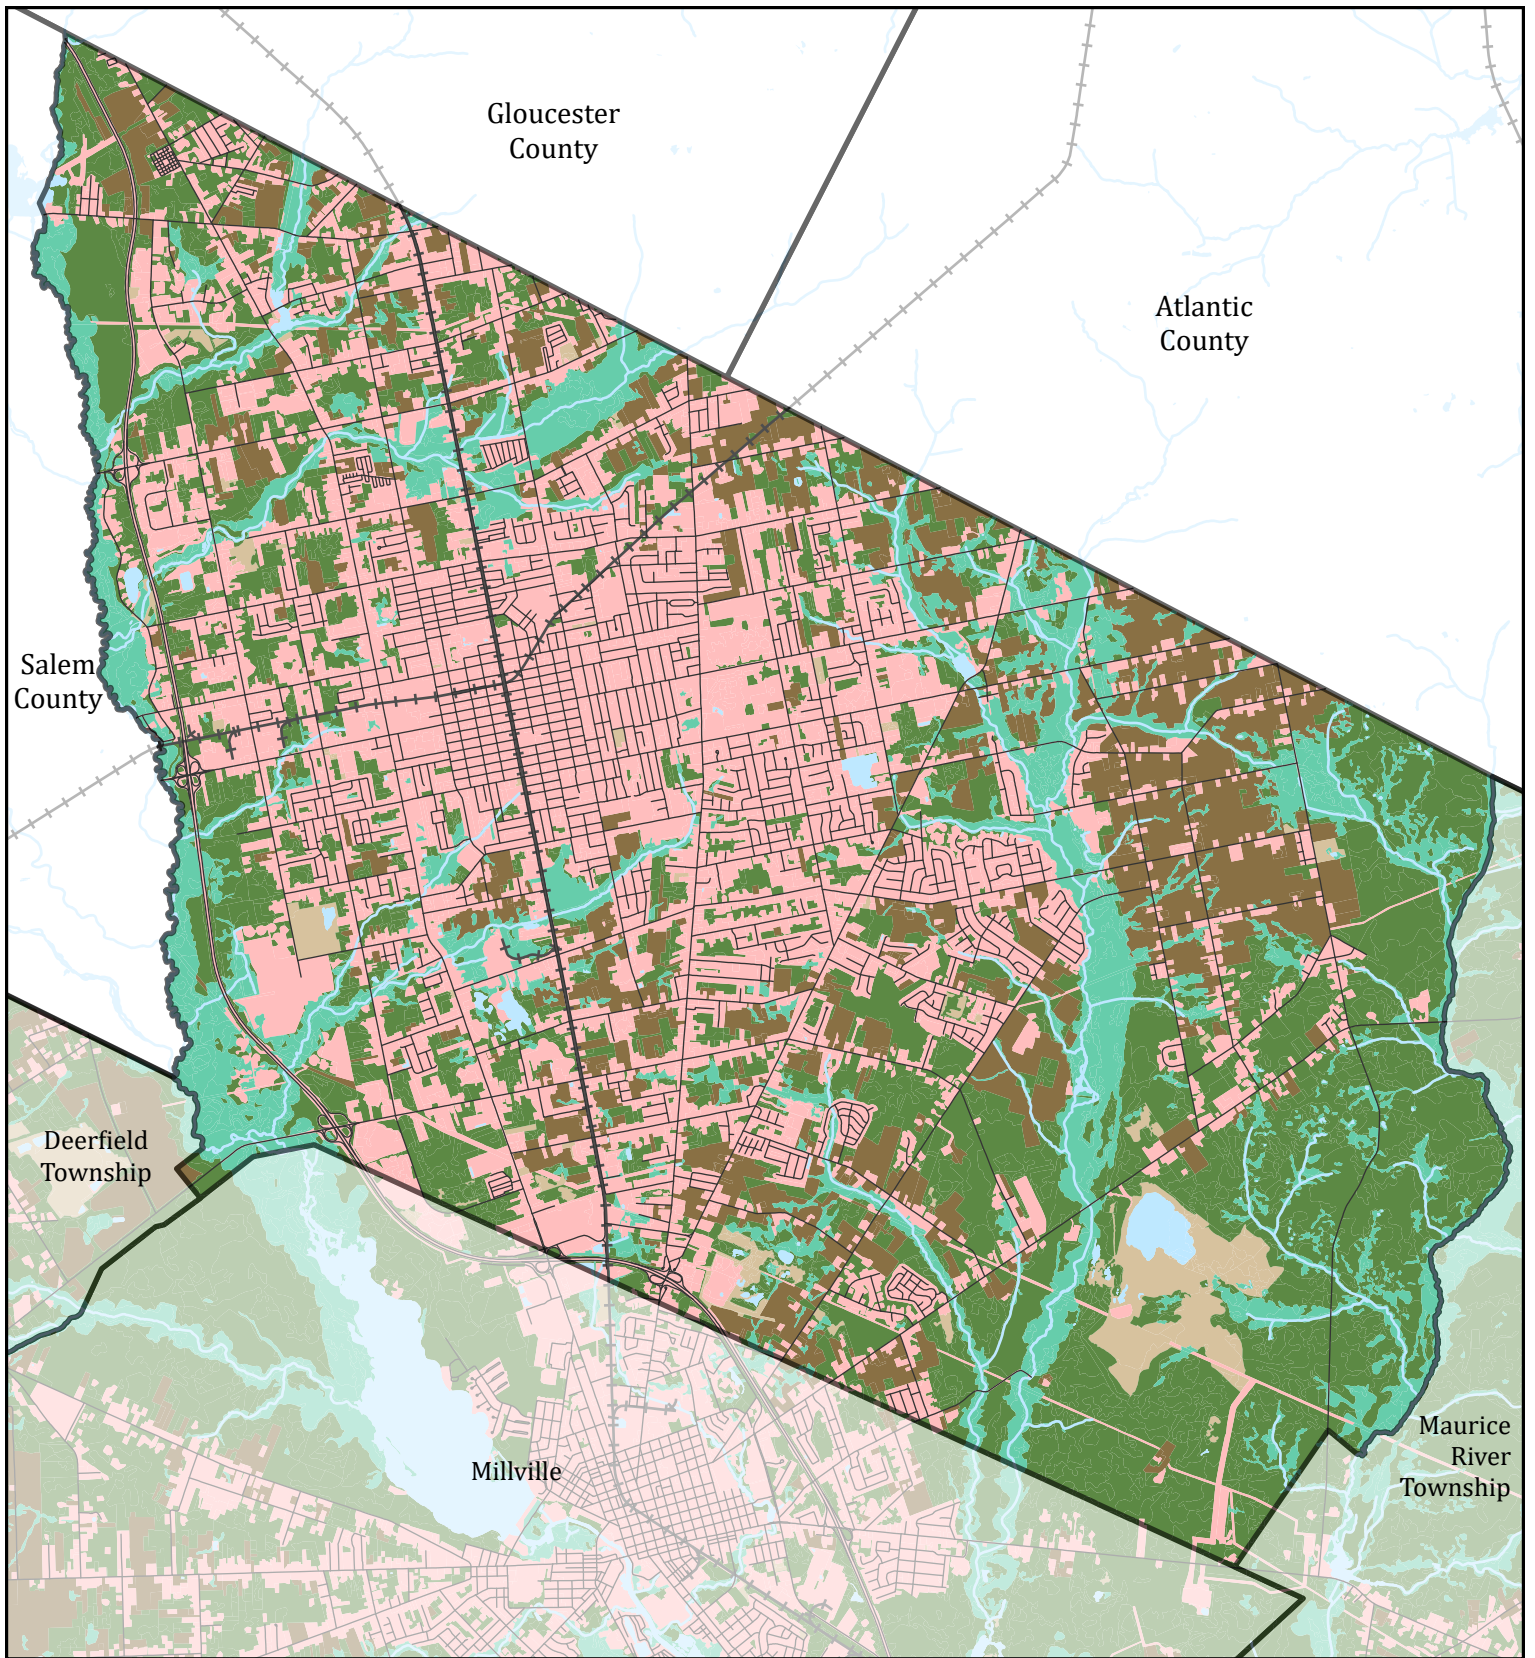 Gloucester
County
Atlantic
County
Salem
County
Deerfield
Township
Millville
Maurice
River
Township